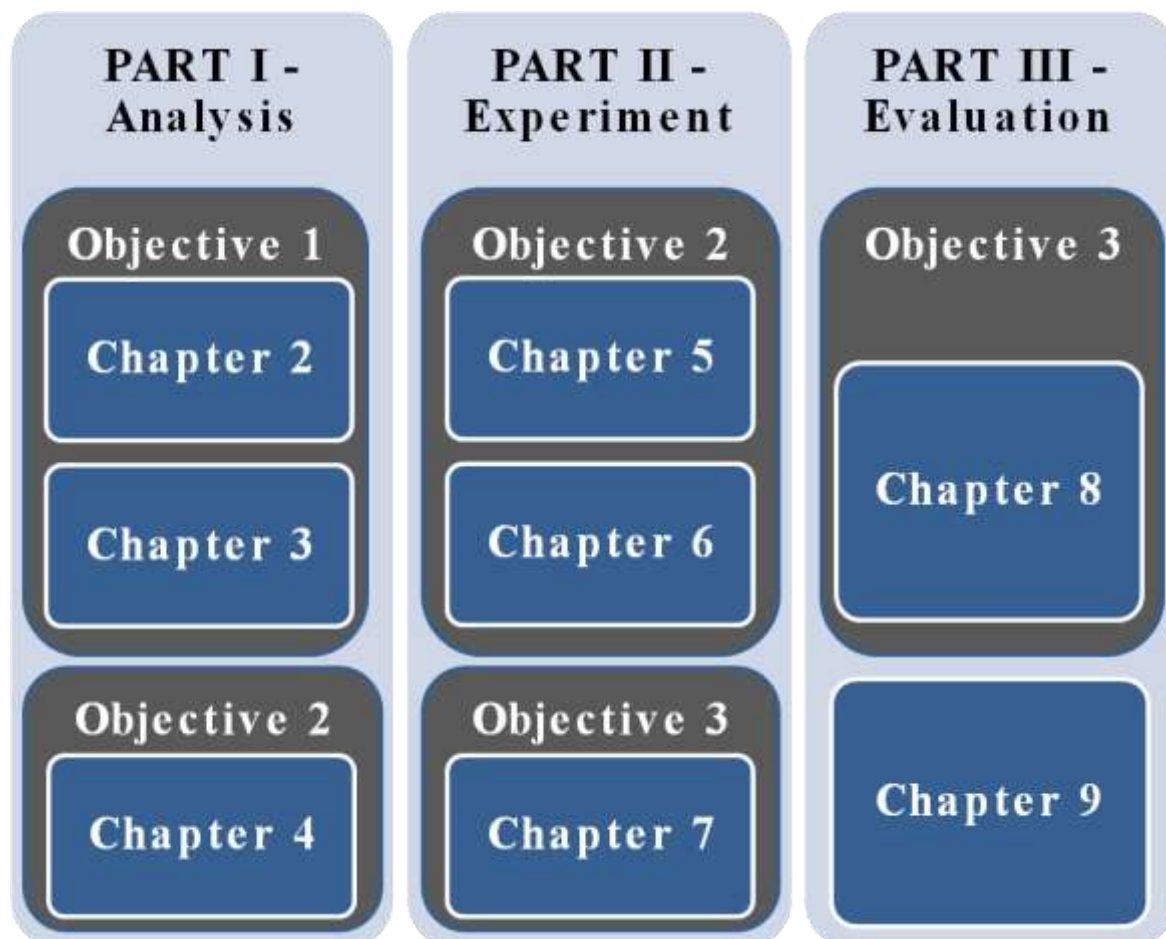 PART I -
Analysis
Objective 1
Chapter 2
Chapter 3
Objective 2
Chapter 4
PART II -
Experiment
Objective 2
Chapter 5
Chapter 6
Objective 3
Chapter 7
PART III -
Evaluation
Objective 3
Chapter 8
Chapter 9